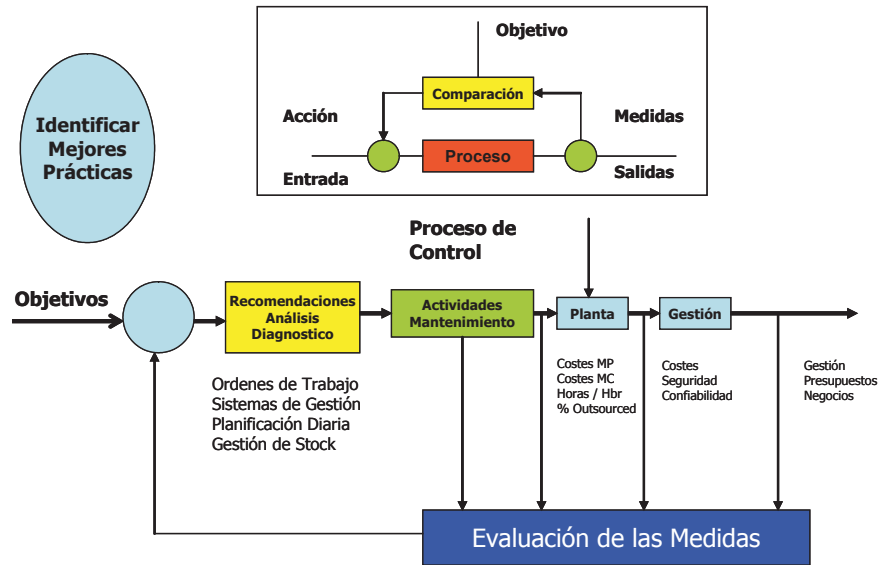 Objetivo
Identificar
Mejores
Prácticas
Comparación
Acción
Medidas
Proceso
Entrada
Salidas
Proceso de
Control
Objetivos
Recomendaciones
Análisis
Diagnostico
Actividades
Mantenimiento
Planta
Gestión
Ordenes de Trabajo
Sistemas de Gestión
Planificación Diaria
Gestión de Stock
Costes MP
Costes MC
Horas / Hbr
% Outsourced
Costes
Seguridad
Confiabilidad
Gestión
Presupuestos
Negocios
Evaluación de las Medidas